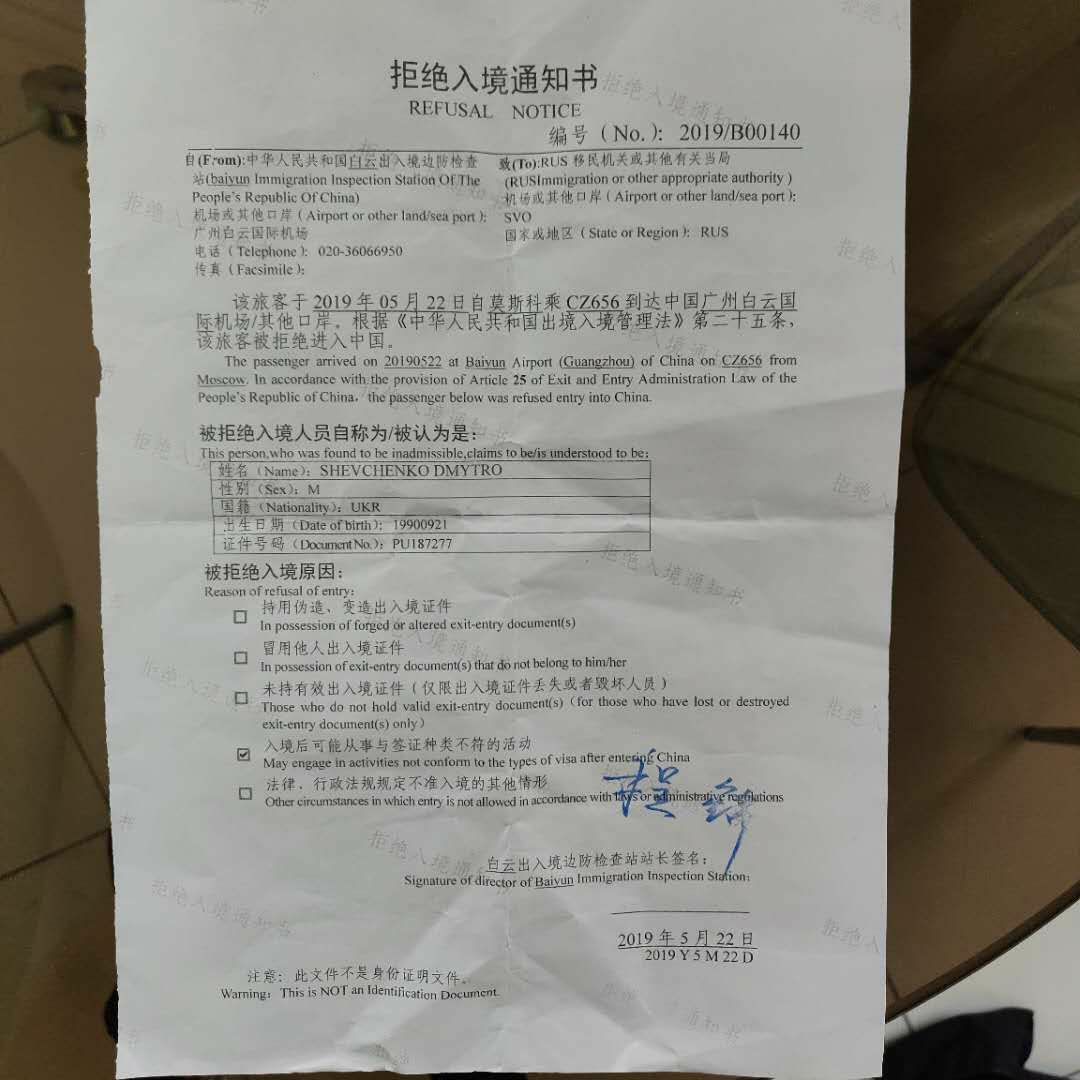 拒绝入境通知书
REFUSAL NOTICE
编号（No.）：2019/B00140
自(From):中华人民共和国白云出入境边防检查
站(baiyun Immigration Inspection Station Of The
People's Republic Of China)
机场或其他口岸（Airport or other land/sea port）：
广州白云国际机场
电话（Telephone）：020-36066950
传真（Facsimile）：
致(To):RUS 移民机关或其他有关当局
(RUSImmigration or other appropriate authority )
机场或其他口岸（Airport or other land/sea port）：
SVO
国家或地区（State or Region）：RUS
该旅客于 2019 年 05 月 22 日自莫斯科乘 CZ656 到达中国广州白云国
际机场/其他口岸，根据《中华人民共和国出境入境管理法》第二十五条，
该旅客被拒绝进入中国。
The passenger arrived on 20190522 at Baiyun Airport (Guangzhou) of China on CZ656 from
Moscow. In accordance with the provision of Article 25 of Exit and Entry Administration Law of the
People's Republic of China，the passenger below was refused entry into China.
被拒绝入境人员自称为/被认为是：
This person,who was found to be inadmissible,claims to be/is understood to be:
姓名（Name）：SHEVCHENKO DMYTRO
性别（Sex）：M
国籍（Nationality）：UKR
出生日期（Date of birth）：19900921
证件号码（Document No.）：PU187277
被拒绝入境原因：
Reason of refusal of entry:
持用伪造、变造出入境证件
In possession of forged or altered exit-entry document(s)
冒用他人出入境证件
In possession of exit-entry document(s) that do not belong to him/her
未持有效出入境证件（仅限出入境证件丢失或者毁坏人员）
Those who do not hold valid exit-entry document(s)（for those who have lost or destroyed
exit-entry document(s) only）
入境后可能从事与签证种类不符的活动
May engage in activities not conform to the types of visa after entering China
法律、行政法规规定不准入境的其他情形
Other circumstances in which entry is not allowed in accordance with laws or administrative regulations
白云出入境边防检查站站长签名：
Signature of director of Baiyun Immigration Inspection Station:
2019 年 5 月 22 日
2019 Y 5 M 22 D
注意：此文件不是身份证明文件。
Warning：This is NOT an Identification Document.